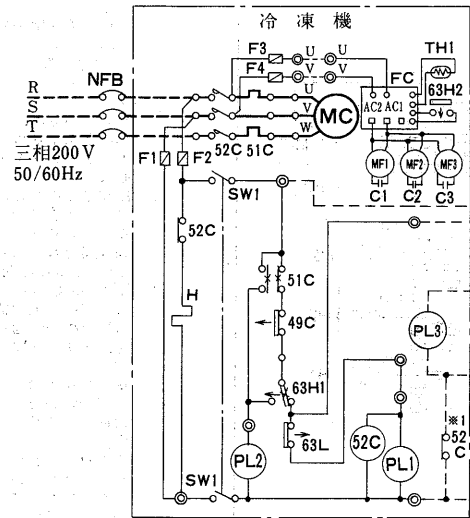 冷凍機
F3 U U TH1
NFB F4 V V FC 63H2
R U AC2 AC1
S V MC
T W
52C 51C MF1 MF2 MF3
三相200V F1 F2 C1 C2 C3
50/60Hz SW1
52C
51C
H 49C PL3
63H1
※1
52
C
63L 52C
PL2 PL1
SW1